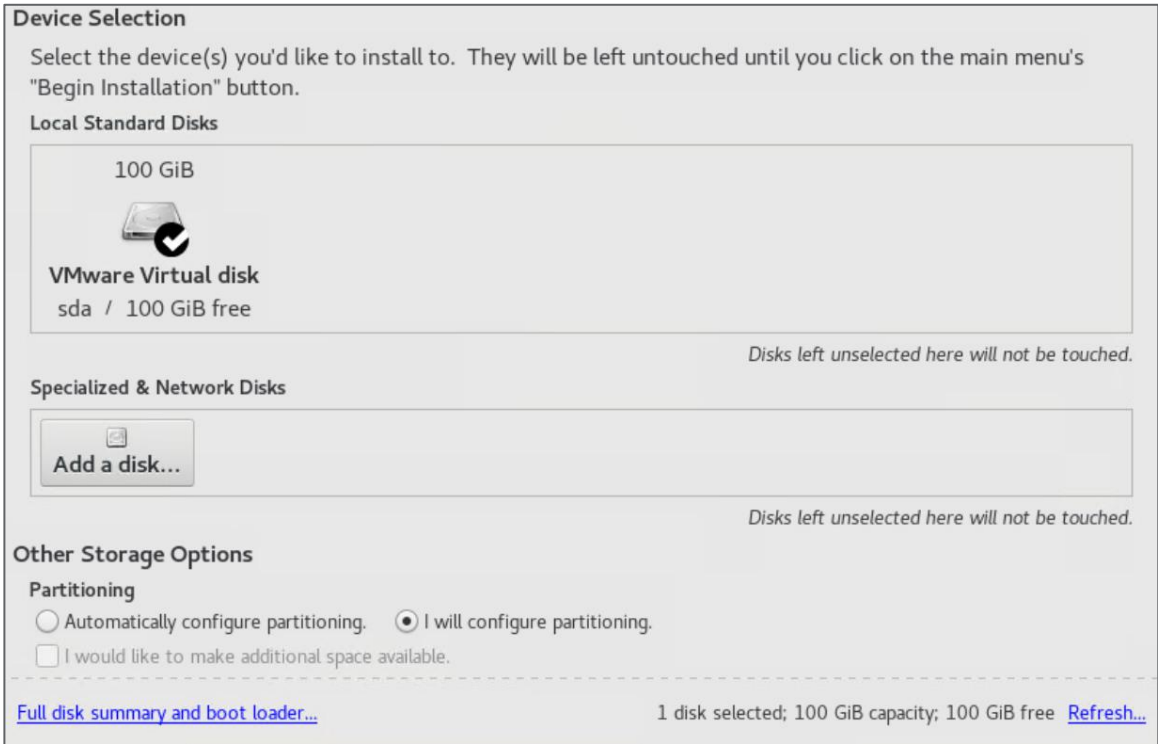 Device Selection
Select the device(s) you'd like to install to.  They will be left untouched until you click on the main menu's
"Begin Installation" button.
Local Standard Disks
100 GiB
VMware Virtual disk
sda / 100 GiB free
Disks left unselected here will not be touched.
Specialized & Network Disks
Add a disk...
Disks left unselected here will not be touched.
Other Storage Options
Partitioning
Automatically configure partitioning. I will configure partitioning.
I would like to make additional space available.
Full disk summary and boot loader... 1 disk selected; 100 GiB capacity; 100 GiB free Refresh...